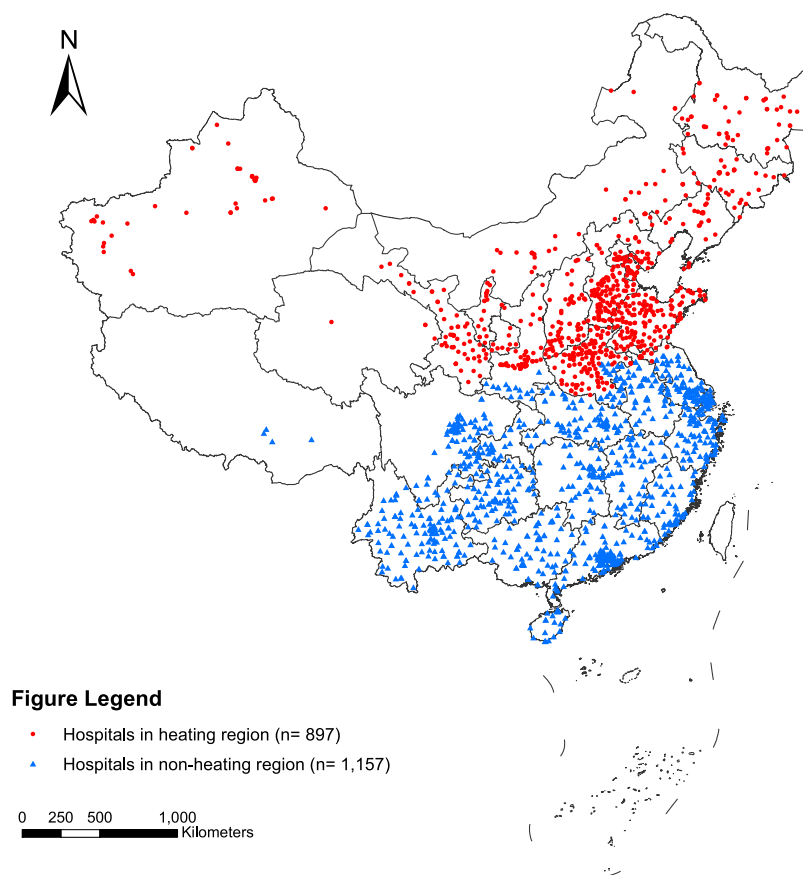 N
Figure Legend
Hospitals in heating region (n= 897)
Hospitals in non-heating region (n= 1,157)
0 250 500 1,000
Kilometers